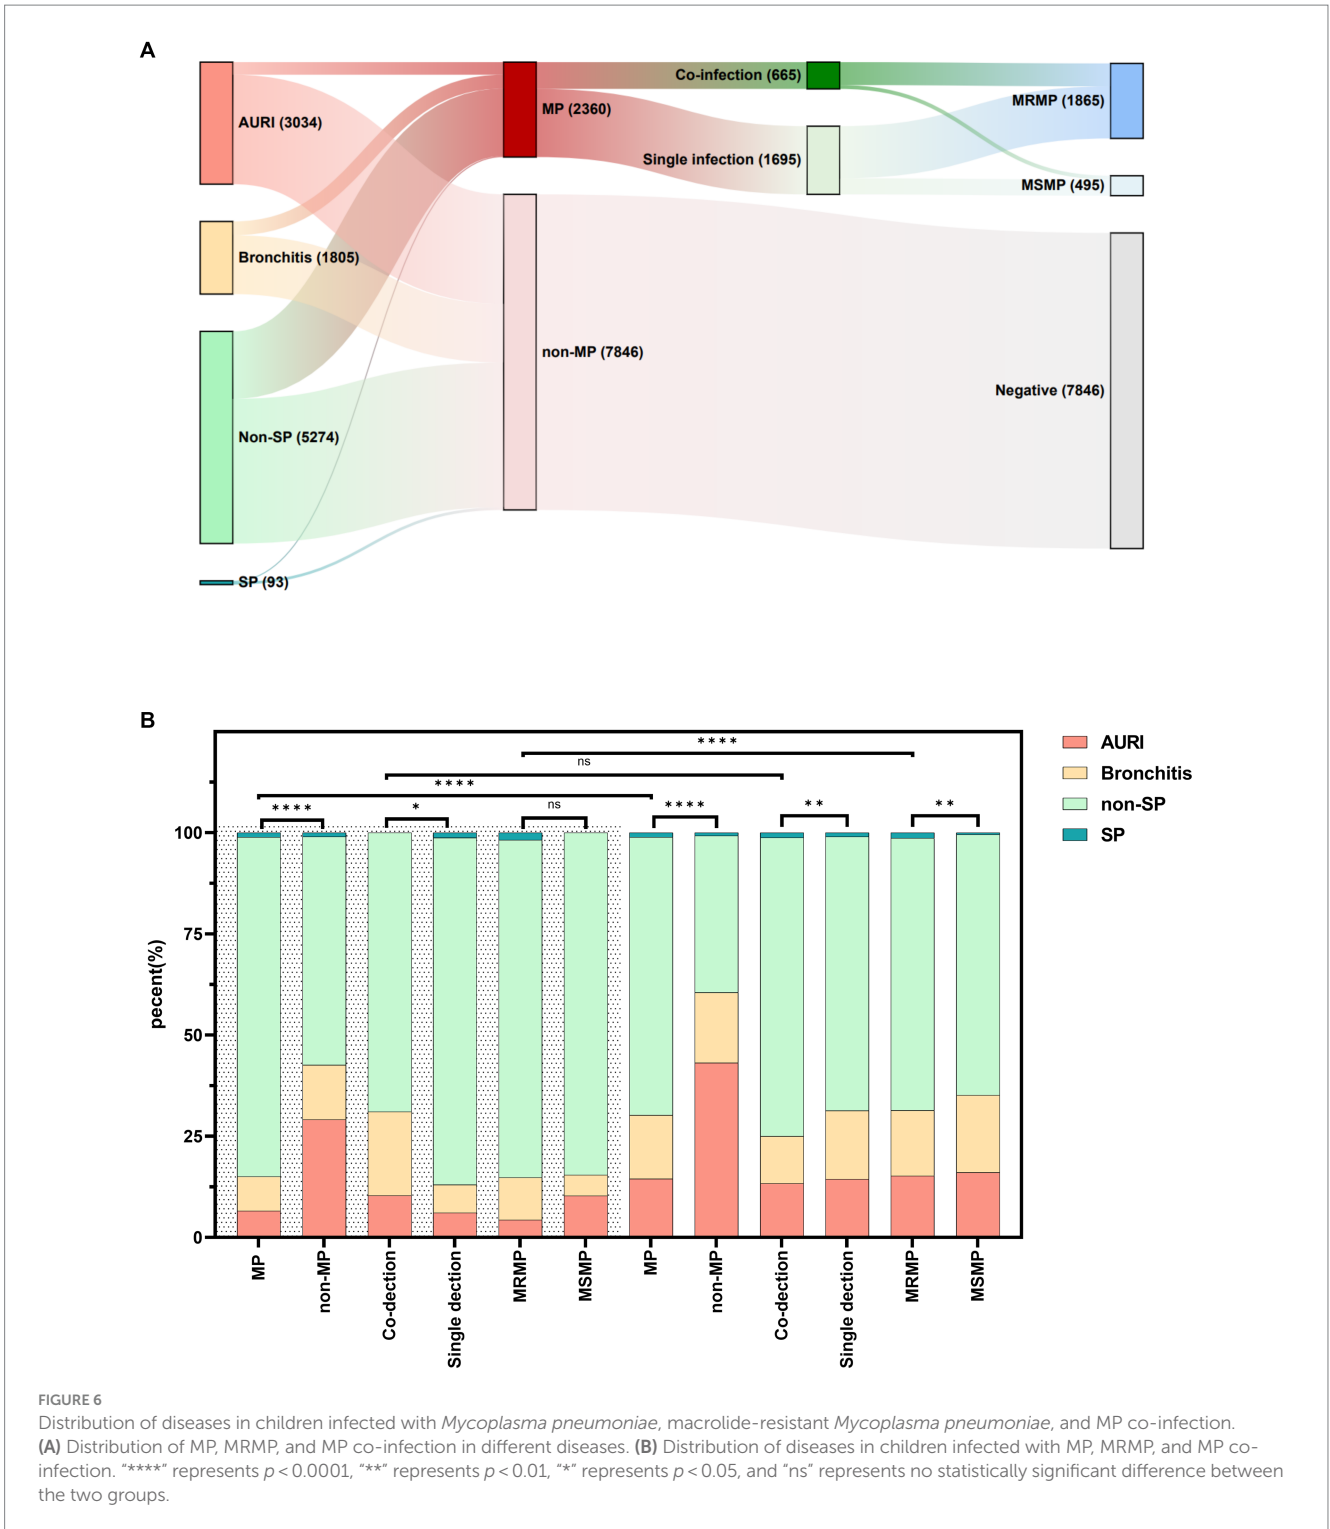 A
AURI (3034)
Bronchitis (1805)
Non-SP (5274)
SP (93)
MP (2360)
non-MP (7846)
Co-infection (665)
Single infection (1695)
MRMP (1865)
MSMP (495)
Negative (7846)
B
****
ns
****
****
*
ns
****
**
**
100
75
50
25
0
pecent(%)
MP
non-MP
Co-dection
Single dection
MRMP
MSMP
MP
non-MP
Co-dection
Single dection
MRMP
MSMP
AURI
Bronchitis
non-SP
SP
FIGURE 6
Distribution of diseases in children infected with Mycoplasma pneumoniae, macrolide-resistant Mycoplasma pneumoniae, and MP co-infection.
(A) Distribution of MP, MRMP, and MP co-infection in different diseases. (B) Distribution of diseases in children infected with MP, MRMP, and MP co-
infection. “****” represents p < 0.0001, “**” represents p < 0.01, “*” represents p < 0.05, and “ns” represents no statistically significant difference between
the two groups.